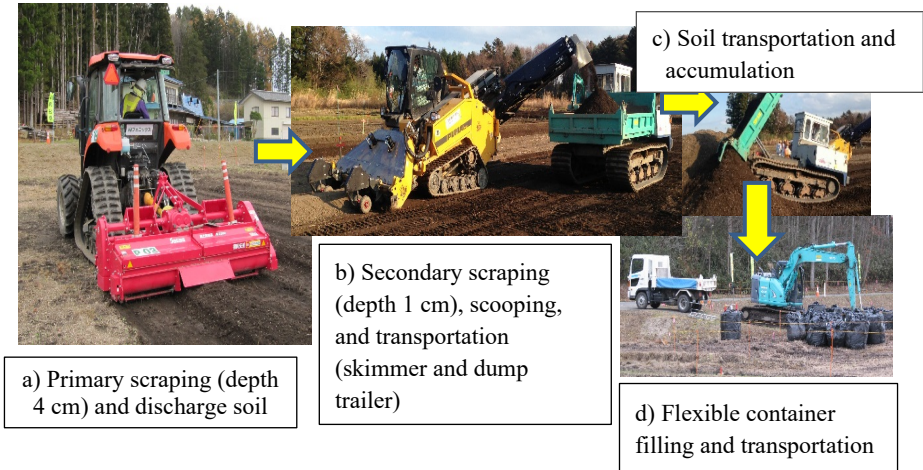 a) Primary scraping (depth
4 cm) and discharge soil
b) Secondary scraping
(depth 1 cm), scooping,
and transportation
(skimmer and dump
trailer)
c) Soil transportation and
accumulation
d) Flexible container
filling and transportation